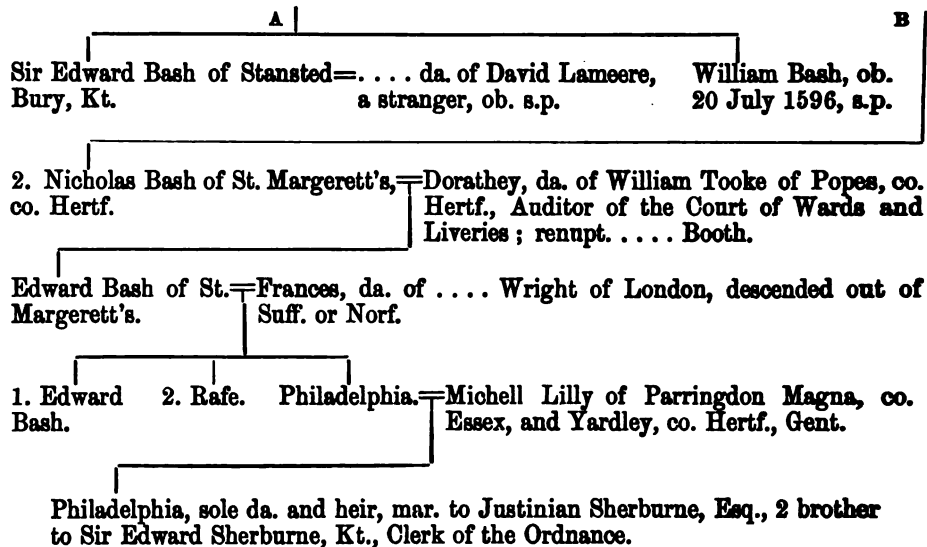 A B
Sir Edward Bash of Stansted=. . . . da. of David Lameere, William Bash, ob.
Bury, Kt. a stranger, ob. s.p. 20 July 1596, s.p.
2. Nicholas Bash of St. Margerett's,=Dorathey, da. of William Tooke of Popes, co.
co. Hertf. Hertf., Auditor of the Court of Wards and
Liveries ; renupt. . . . . Booth.
Edward Bash of St.=Frances, da. of . . . . Wright of London, descended out of
Margerett's. Suff. or Norf.
1. Edward 2. Rafe. Philadelphia.=Michell Lilly of Parringdon Magna, co.
Bash. Essex, and Yardley, co. Hertf., Gent.
Philadelphia, sole da. and heir, mar. to Justinian Sherburne, Esq., 2 brother
to Sir Edward Sherburne, Kt., Clerk of the Ordnance.